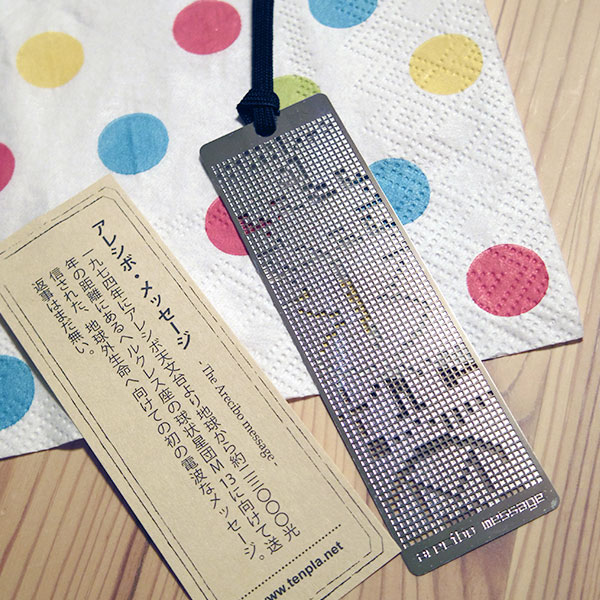 アレシボ・メッセージ
-The Arecibo message-
一九七四年にアレシボ天文台より地球から約二三〇〇〇光
年の距離にあるヘルクレス座の球状星団M13に向けて送
信された、地球外生命へ向けての初の電波なメッセージ。
返事はまだ無い。
www.tenpla.net
arecibo message